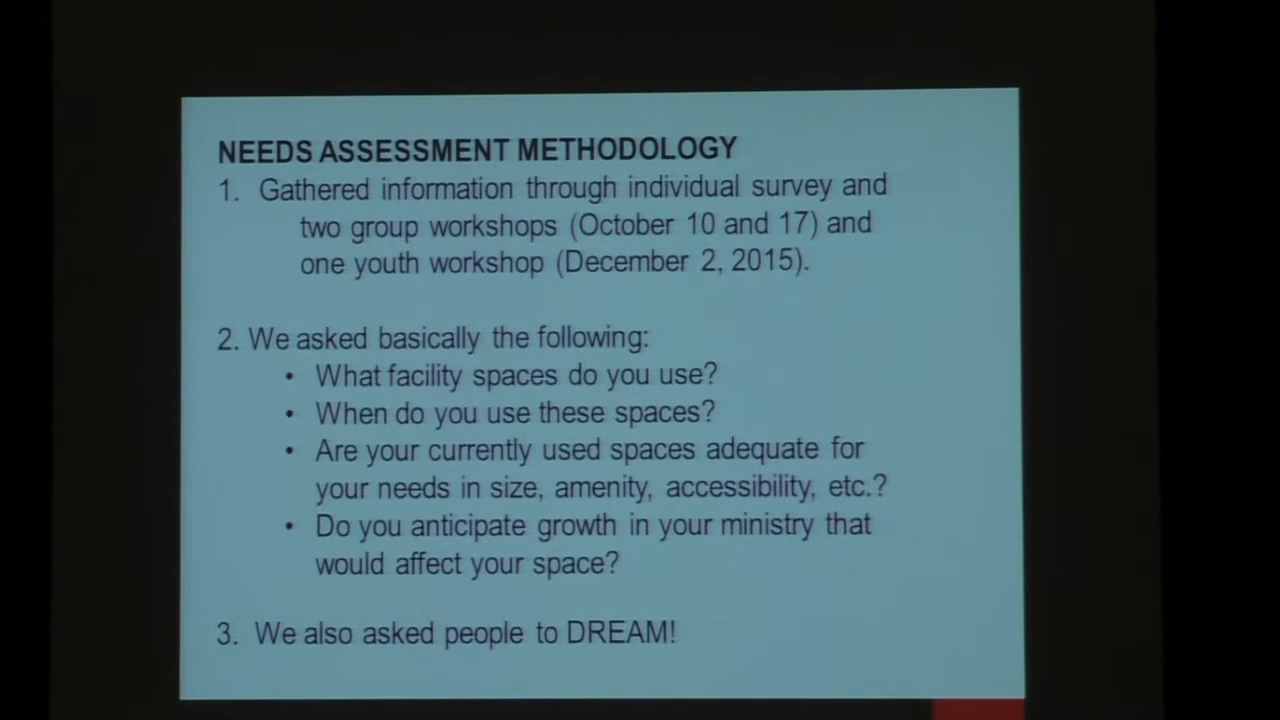 NEEDS ASSESSMENT METHODOLOGY
1. Gathered information through individual survey and
two group workshops (October 10 and 17) and
one youth workshop (December 2, 2015).
2. We asked basically the following:
• What facility spaces do you use?
• When do you use these spaces?
• Are your currently used spaces adequate for
your needs in size, amenity, accessibility, etc.?
• Do you anticipate growth in your ministry that
would affect your space?
3. We also asked people to DREAM!